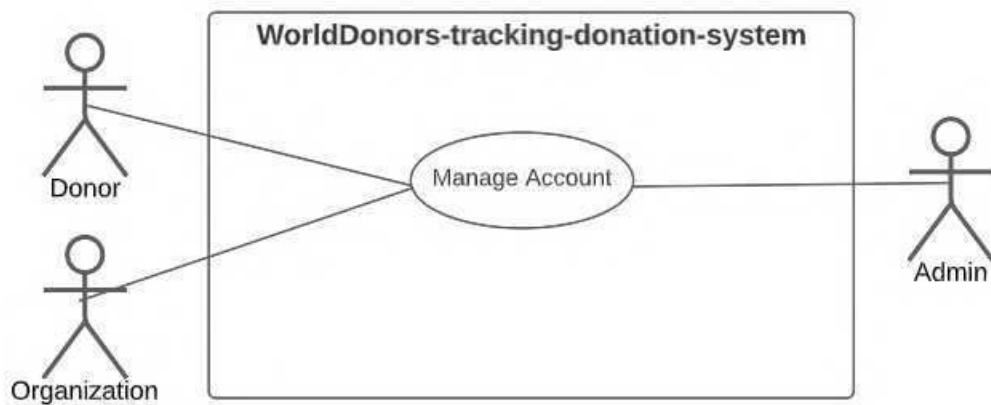 WorldDonors-tracking-donation-system
Donor
Manage Account
Admin
Organization